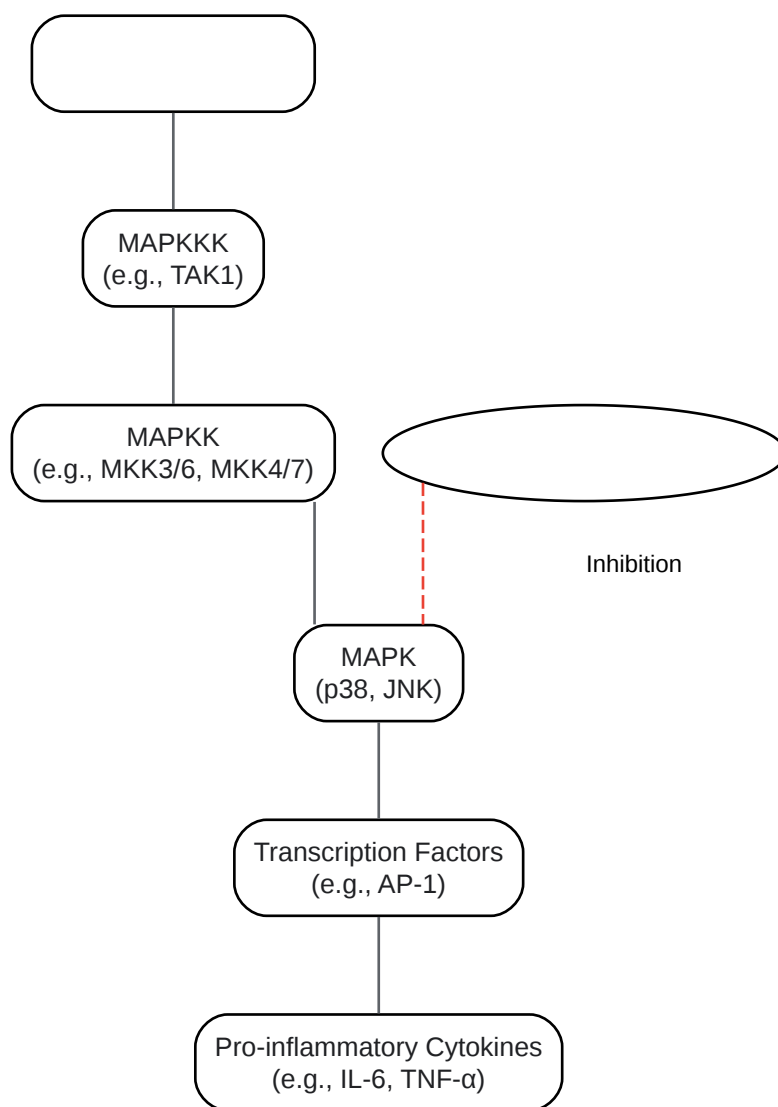 MAPKKK
(e.g., TAK1)
MAPKK
(e.g., MKK3/6, MKK4/7)
Inhibition
MAPK
(p38, JNK)
Transcription Factors
(e.g., AP-1)
Pro-inflammatory Cytokines
(e.g., IL-6, TNF-α)